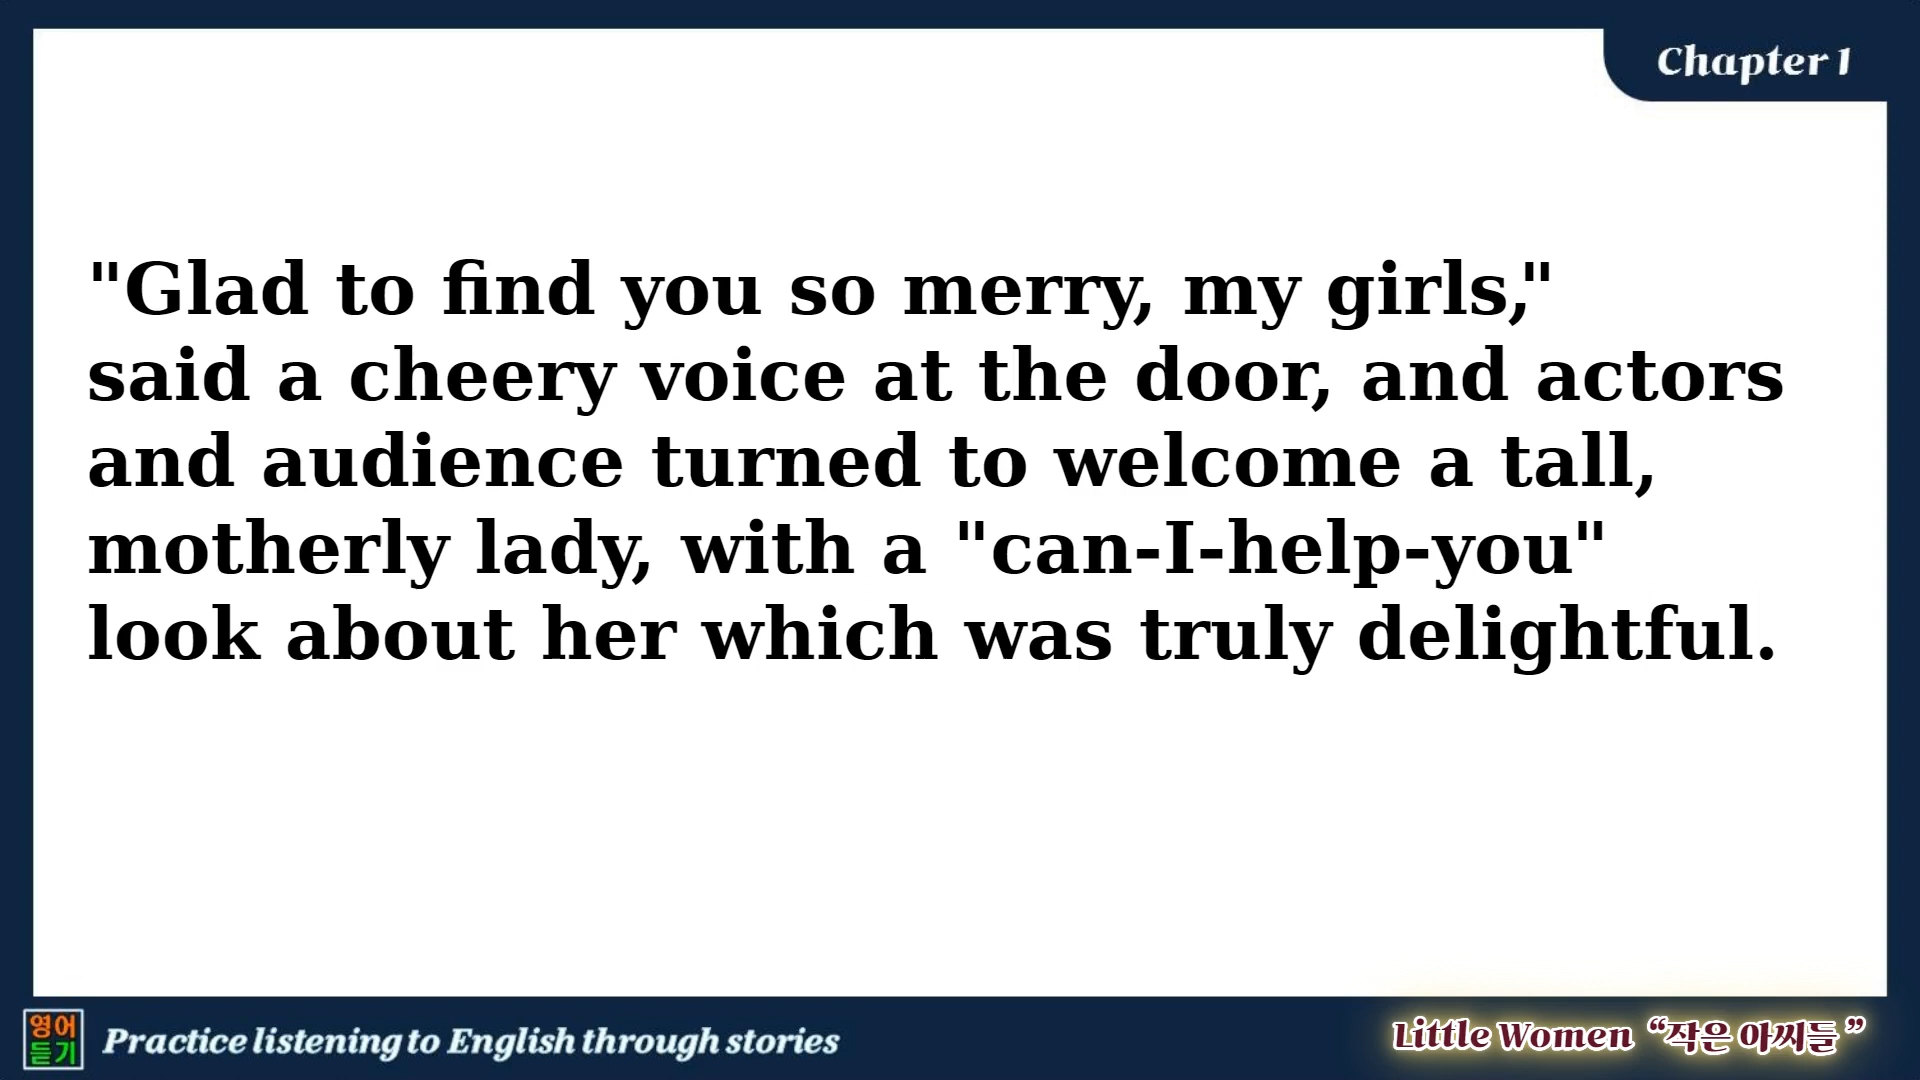 Chapter 1
"Glad to find you so merry, my girls,"
said a cheery voice at the door, and actors
and audience turned to welcome a tall,
motherly lady, with a "can-I-help-you"
look about her which was truly delightful.
영어
듣기
Practice listening to English through stories
Little Women “작은 아씨들”